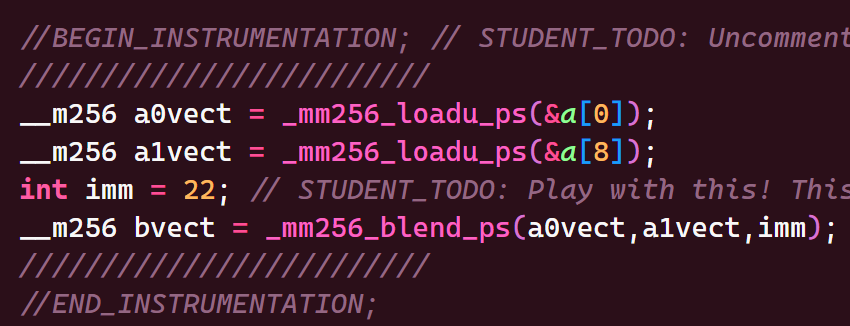 //BEGIN_INSTRUMENTATION; // STUDENT_TODO: Uncomment
/////////////////////////
__m256 a0vect = _mm256_loadu_ps(&a[0]);
__m256 a1vect = _mm256_loadu_ps(&a[8]);
int imm = 22; // STUDENT_TODO: Play with this! This
__m256 bvect = _mm256_blend_ps(a0vect,a1vect,imm);
/////////////////////////
//END_INSTRUMENTATION;